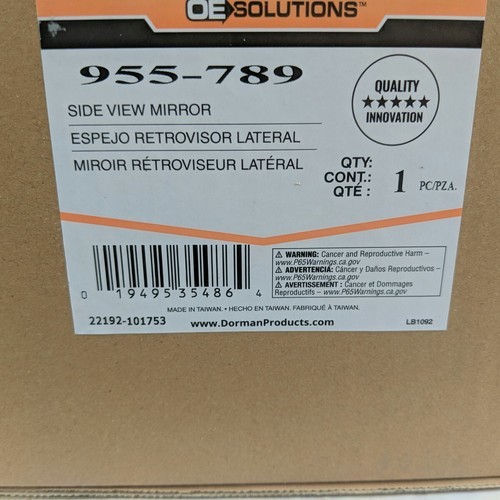 OE SOLUTIONS™
955-789
SIDE VIEW MIRROR
ESPEJO RETROVISOR LATERAL
MIROIR RÉTROVISEUR LATÉRAL
QUALITY
★★★★★
INNOVATION
QTY:
CONT.:
QTÉ :
1 PC/PZA.
⚠ WARNING: Cancer and Reproductive Harm –
www.P65Warnings.ca.gov
⚠ ADVERTENCIA: Cáncer y Daños Reproductivos –
www.P65Warnings.ca.gov
⚠ AVERTISSEMENT : Cancer et Dommages
Reproductifs – www.P65Warnings.ca.gov
0 19495 35486 4
MADE IN TAIWAN. • HECHO EN TAIWAN. FABRIQUÉ À TAIWAN.
22192-101753
www.DormanProducts.com
LB1092